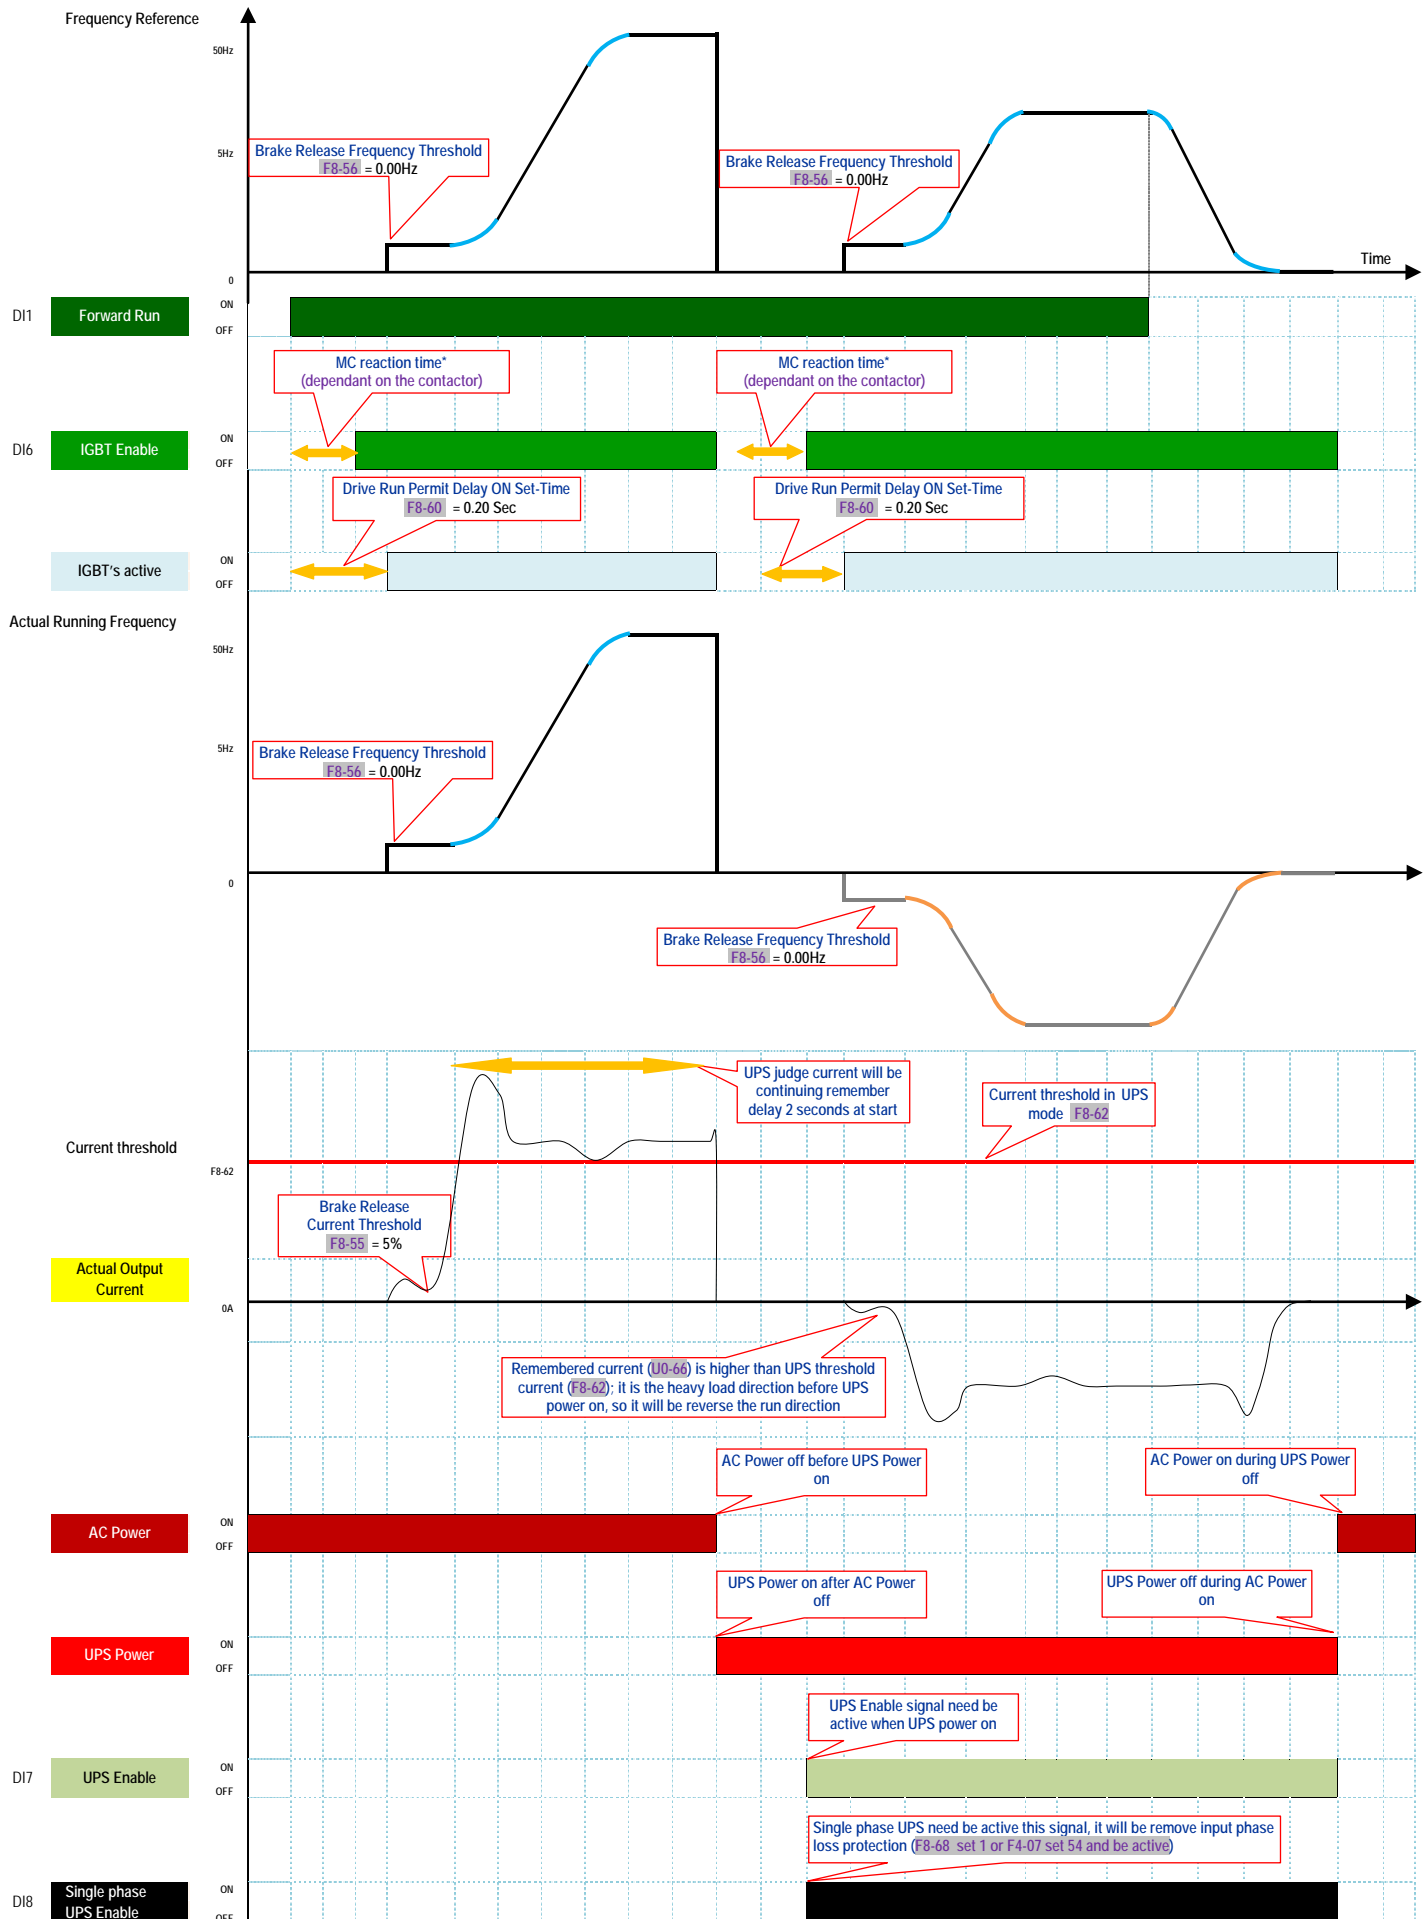 Frequency Reference
50Hz
Brake Release Frequency Threshold
F8-56 = 0.00Hz
5Hz
Brake Release Frequency Threshold
F8-56 = 0.00Hz
Time
0
DI1
Forward Run
ON
OFF
MC reaction time*
(dependant on the contactor)
MC reaction time*
(dependant on the contactor)
DI6
IGBT Enable
ON
OFF
Drive Run Permit Delay ON Set-Time
F8-60 = 0.20 Sec
Drive Run Permit Delay ON Set-Time
F8-60 = 0.20 Sec
IGBT's active
ON
OFF
Actual Running Frequency
50Hz
5Hz
Brake Release Frequency Threshold
F8-56 = 0.00Hz
0
Brake Release Frequency Threshold
F8-56 = 0.00Hz
UPS judge current will be
continuing remember
delay 2 seconds at start
Current threshold in UPS
mode F8-62
Current threshold
F8-62
Brake Release
Current Threshold
F8-55 = 5%
Actual Output
Current
0A
Remembered current (U0-66) is higher than UPS threshold
current (F8-62); it is the heavy load direction before UPS
power on, so it will be reverse the run direction
AC Power off before UPS Power
on
AC Power on during UPS Power
off
AC Power
ON
OFF
UPS Power on after AC Power
off
UPS Power off during AC Power
on
UPS Power
ON
OFF
UPS Enable signal need be
active when UPS power on
DI7
UPS Enable
ON
OFF
Single phase UPS need be active this signal, it will be remove input phase
loss protection (F8-68 set 1 or F4-07 set 54 and be active)
DI8
Single phase
UPS Enable
ON
OFF